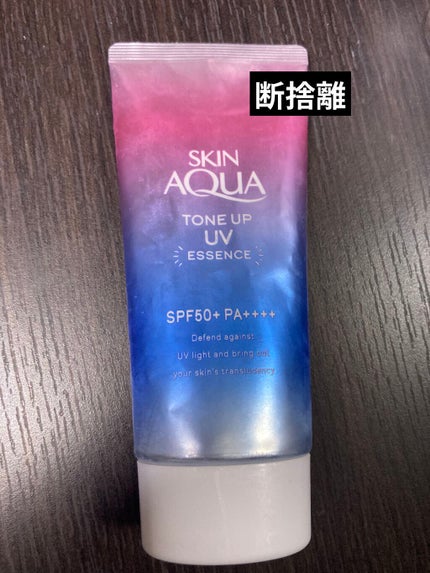 断捨離
SKIN
AQUA
TONE UP
UV
ESSENCE
SPF50+ PA++++
Defend against
UV light and bring out
your skin's translucency